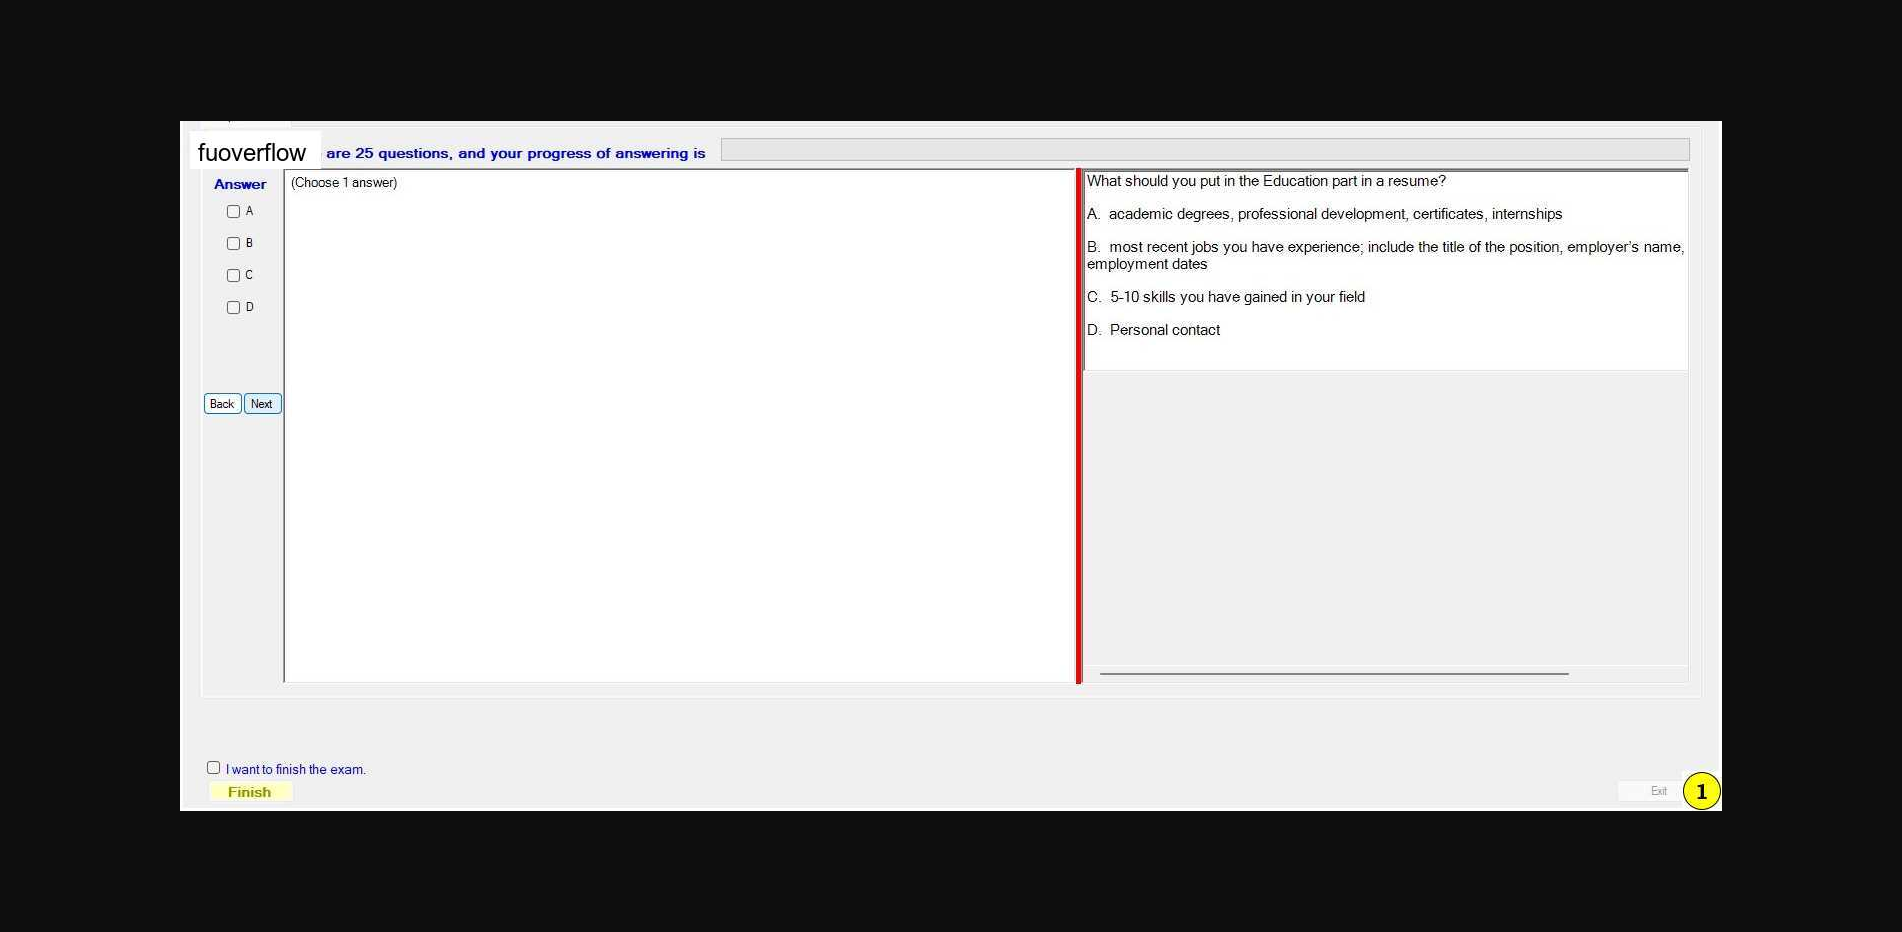 fuoverflow are 25 questions, and your progress of answering is
Answer
(Choose 1 answer)
A
B
C
D
Back Next
What should you put in the Education part in a resume?
A. academic degrees, professional development, certificates, internships
B. most recent jobs you have experience; include the title of the position, employer's name,
employment dates
C. 5-10 skills you have gained in your field
D. Personal contact
I want to finish the exam.
Finish
Exit
1